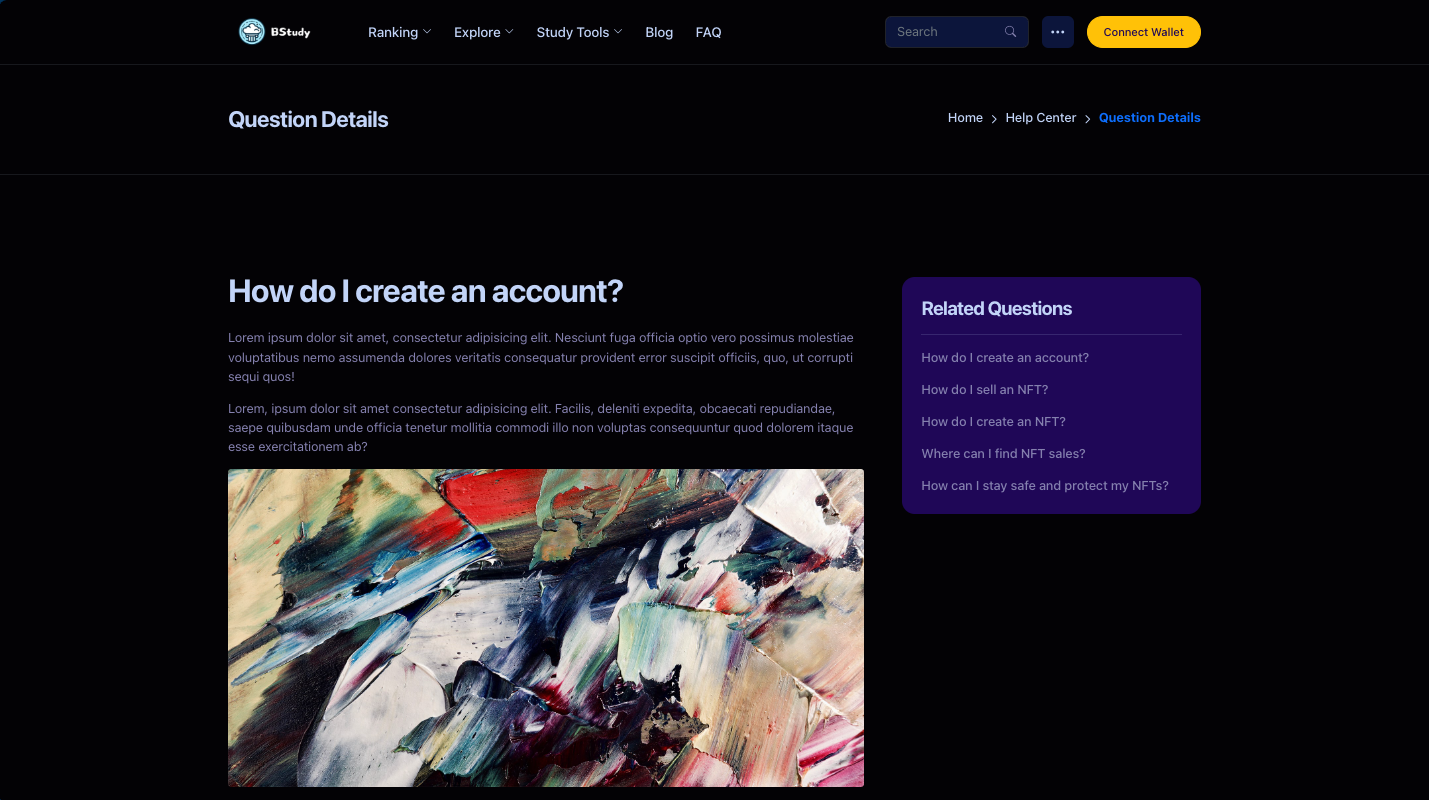 BStudy
Ranking
Explore
Study Tools
Blog
FAQ
Search
Connect Wallet
Question Details
Home
Help Center
Question Details
How do I create an account?
Lorem ipsum dolor sit amet, consectetur adipisicing elit. Nesciunt fuga officia optio vero possimus molestiae
voluptatibus nemo assumenda dolores veritatis consequatur provident error suscipit officiis, quo, ut corrupti
sequi quos!
Lorem, ipsum dolor sit amet consectetur adipisicing elit. Facilis, deleniti expedita, obcaecati repudiandae,
saepe quibusdam unde officia tenetur mollitia commodi illo non voluptas consequuntur quod dolorem itaque
esse exercitationem ab?
Related Questions
How do I create an account?
How do I sell an NFT?
How do I create an NFT?
Where can I find NFT sales?
How can I stay safe and protect my NFTs?